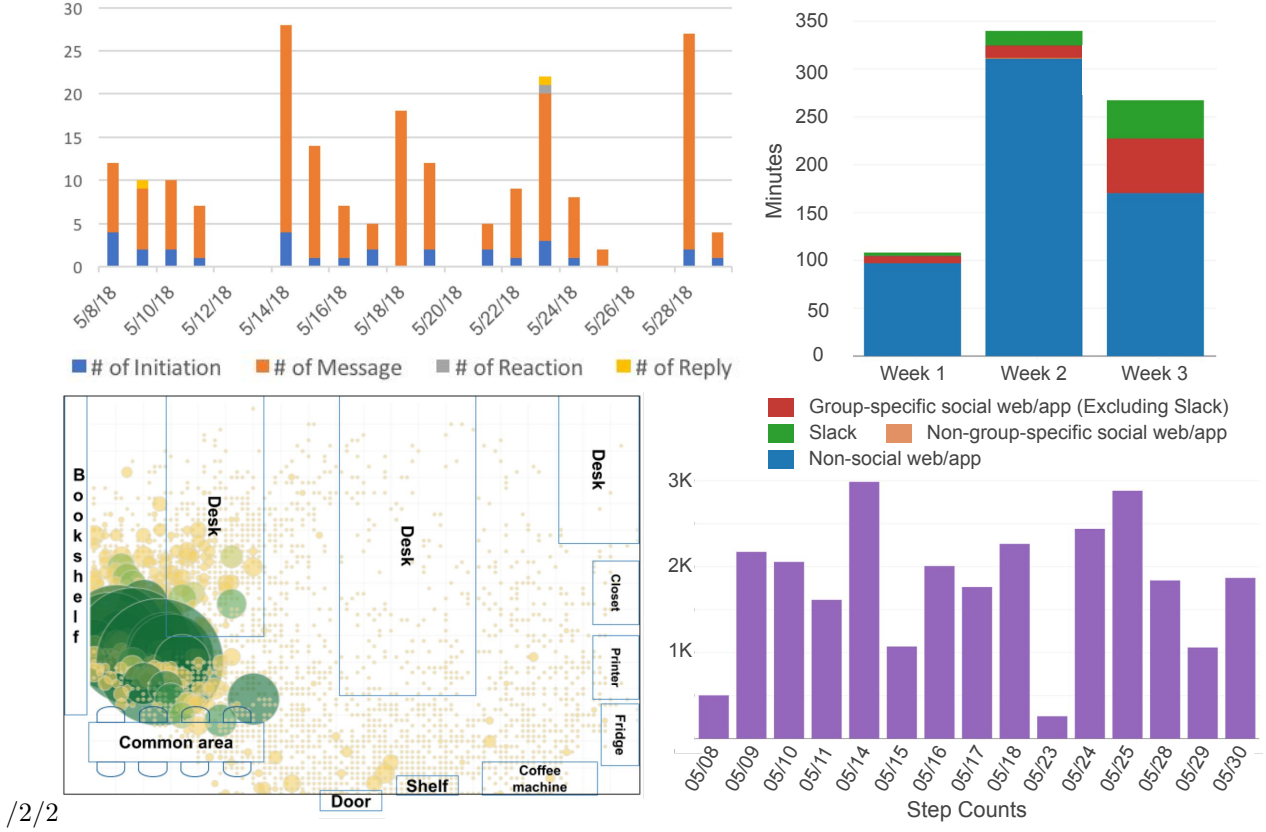 30
25
20
15
10
5
0
5/8/18
5/10/18
5/12/18
5/14/18
5/16/18
5/18/18
5/20/18
5/22/18
5/24/18
5/26/18
5/28/18
# of Initiation # of Message # of Reaction # of Reply
350
300
250
200
150
100
50
0
Minutes
Week 1 Week 2 Week 3
Group-specific social web/app (Excluding Slack)
Slack Non-group-specific social web/app
Non-social web/app
Bookshelf
Desk
Desk
Desk
Closet
Printer
Fridge
Common area
Coffee
machine
Shelf
Door
3K
2K
1K
05/08
05/09
05/10
05/11
05/14
05/15
05/16
05/17
05/18
05/23
05/24
05/25
05/28
05/29
05/30
Step Counts
/2/2